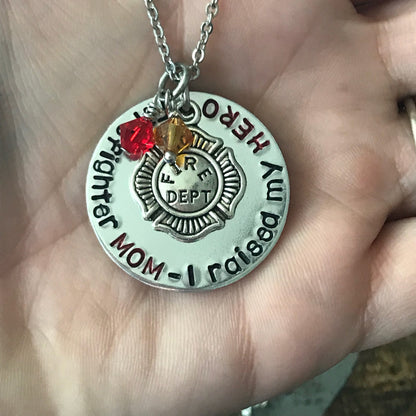 fighter MOM - I raised my HERO
FIRE
DEPT